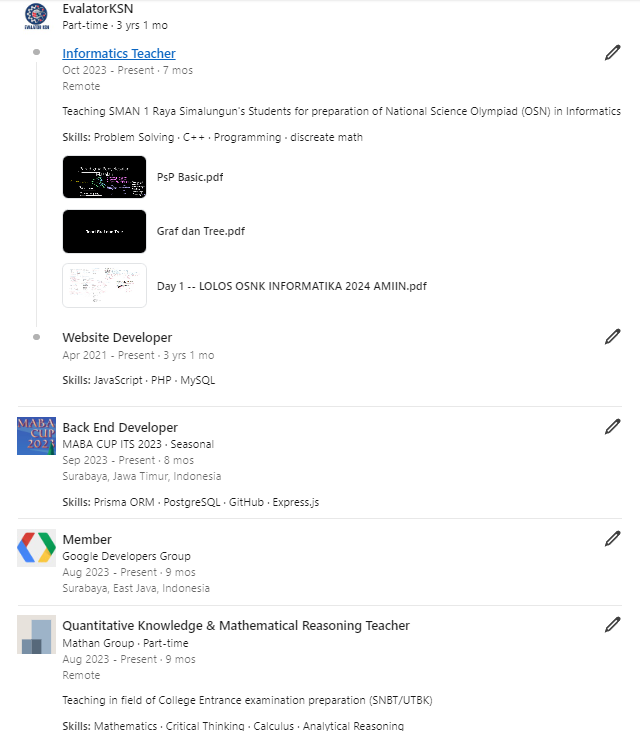 EvalatorKSN
Part-time · 3 yrs 1 mo
Informatics Teacher
Oct 2023 - Present · 7 mos
Remote
Teaching SMAN 1 Raya Simalungun's Students for preparation of National Science Olympiad (OSN) in Informatics
Skills: Problem Solving · C++ · Programming · discreate math
PsP Basic.pdf
Graf dan Tree.pdf
Day 1 -- LOLOS OSNK INFORMATIKA 2024 AMIIN.pdf
Website Developer
Apr 2021 - Present · 3 yrs 1 mo
Skills: JavaScript · PHP · MySQL
MABA
CUP
2023
Back End Developer
MABA CUP ITS 2023 · Seasonal
Sep 2023 - Present · 8 mos
Surabaya, Jawa Timur, Indonesia
Skills: Prisma ORM · PostgreSQL · GitHub · Express.js
Member
Google Developers Group
Aug 2023 - Present · 9 mos
Surabaya, East Java, Indonesia
Quantitative Knowledge & Mathematical Reasoning Teacher
Mathan Group · Part-time
Aug 2023 - Present · 9 mos
Remote
Teaching in field of College Entrance examination preparation (SNBT/UTBK)
Skills: Mathematics · Critical Thinking · Calculus · Analytical Reasoning